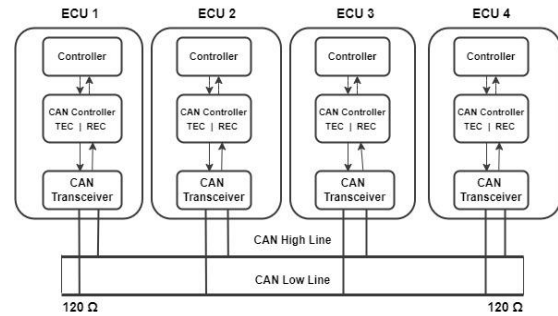 ECU 1
ECU 2
ECU 3
ECU 4
Controller
Controller
Controller
Controller
CAN Controller
TEC | REC
CAN Controller
TEC | REC
CAN Controller
TEC | REC
CAN Controller
TEC | REC
CAN
Transceiver
CAN
Transceiver
CAN
Transceiver
CAN
Transceiver
CAN High Line
CAN Low Line
120 Ω
120 Ω